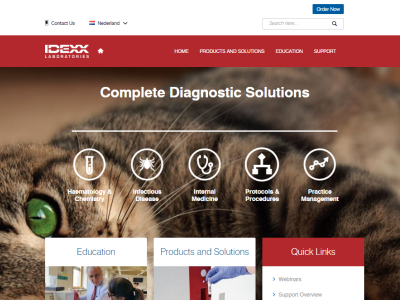 Order Now
Contact Us
Nederland
Search here...
IDEXX
LABORATORIES
HOME
PRODUCTS AND SOLUTIONS
EDUCATION
SUPPORT
Complete Diagnostic Solutions
Haematology &
Chemistry
Infectious
Disease
Internal
Medicine
Protocols &
Procedures
Practice
Management
Education
Products and Solutions
Quick Links
Webinars
Support Overview